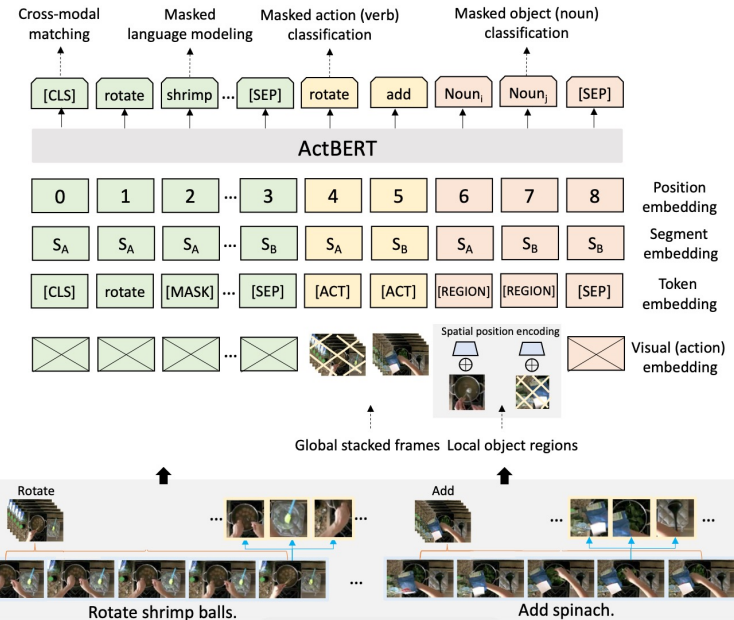 Cross-modal matching
Masked language modeling
Masked action (verb) classification
Masked object (noun) classification
[CLS] rotate shrimp ... [SEP] rotate add Nounᵢ Nounⱼ [SEP]
ActBERT
0 1 2 ... 3 4 5 6 7 8 Position embedding
S_A S_A S_A ... S_B S_A S_B S_A S_B S_B Segment embedding
[CLS] rotate [MASK] ... [SEP] [ACT] [ACT] [REGION] [REGION] [SEP] Token embedding
Spatial position encoding
... Visual (action) embedding
Global stacked frames Local object regions
Rotate
Add
... ... ... ...
...
Rotate shrimp balls.
Add spinach.